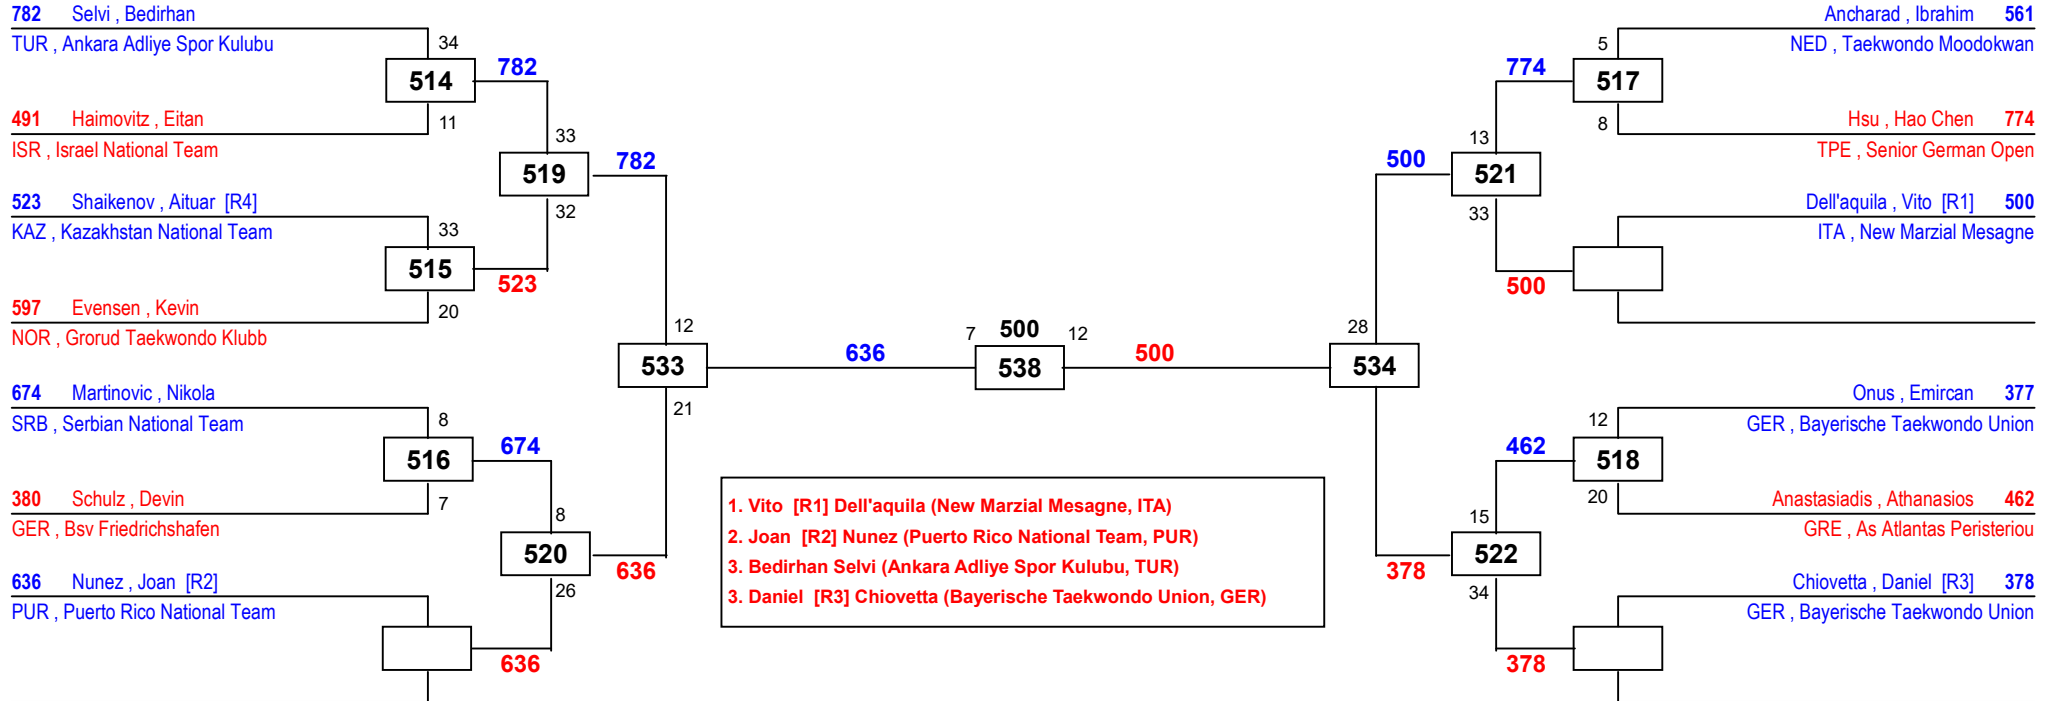 782 Selvi , Bedirhan
TUR , Ankara Adliye Spor Kulubu
34
514
782
11
491 Haimovitz , Eitan
ISR , Israel National Team
33
519
782
32
523 Shaikenov , Aituar [R4]
KAZ , Kazakhstan National Team
33
515
523
20
597 Evensen , Kevin
NOR , Grorud Taekwondo Klubb
12
533
636
21
674 Martinovic , Nikola
SRB , Serbian National Team
8
516
674
7
380 Schulz , Devin
GER , Bsv Friedrichshafen
8
520
636
26
636 Nunez , Joan [R2]
PUR , Puerto Rico National Team
636
7 500 12
538
500
1. Vito [R1] Dell'aquila (New Marzial Mesagne, ITA)
2. Joan [R2] Nunez (Puerto Rico National Team, PUR)
3. Bedirhan Selvi (Ankara Adliye Spor Kulubu, TUR)
3. Daniel [R3] Chiovetta (Bayerische Taekwondo Union, GER)
Ancharad , Ibrahim 561
NED , Taekwondo Moodokwan
5
774
517
8
Hsu , Hao Chen 774
TPE , Senior German Open
13
500
521
33
Dell'aquila , Vito [R1] 500
ITA , New Marzial Mesagne
500
28
534
Onus , Emircan 377
GER , Bayerische Taekwondo Union
12
462
518
20
Anastasiadis , Athanasios 462
GRE , As Atlantas Peristeriou
15
522
378
34
Chiovetta , Daniel [R3] 378
GER , Bayerische Taekwondo Union
378